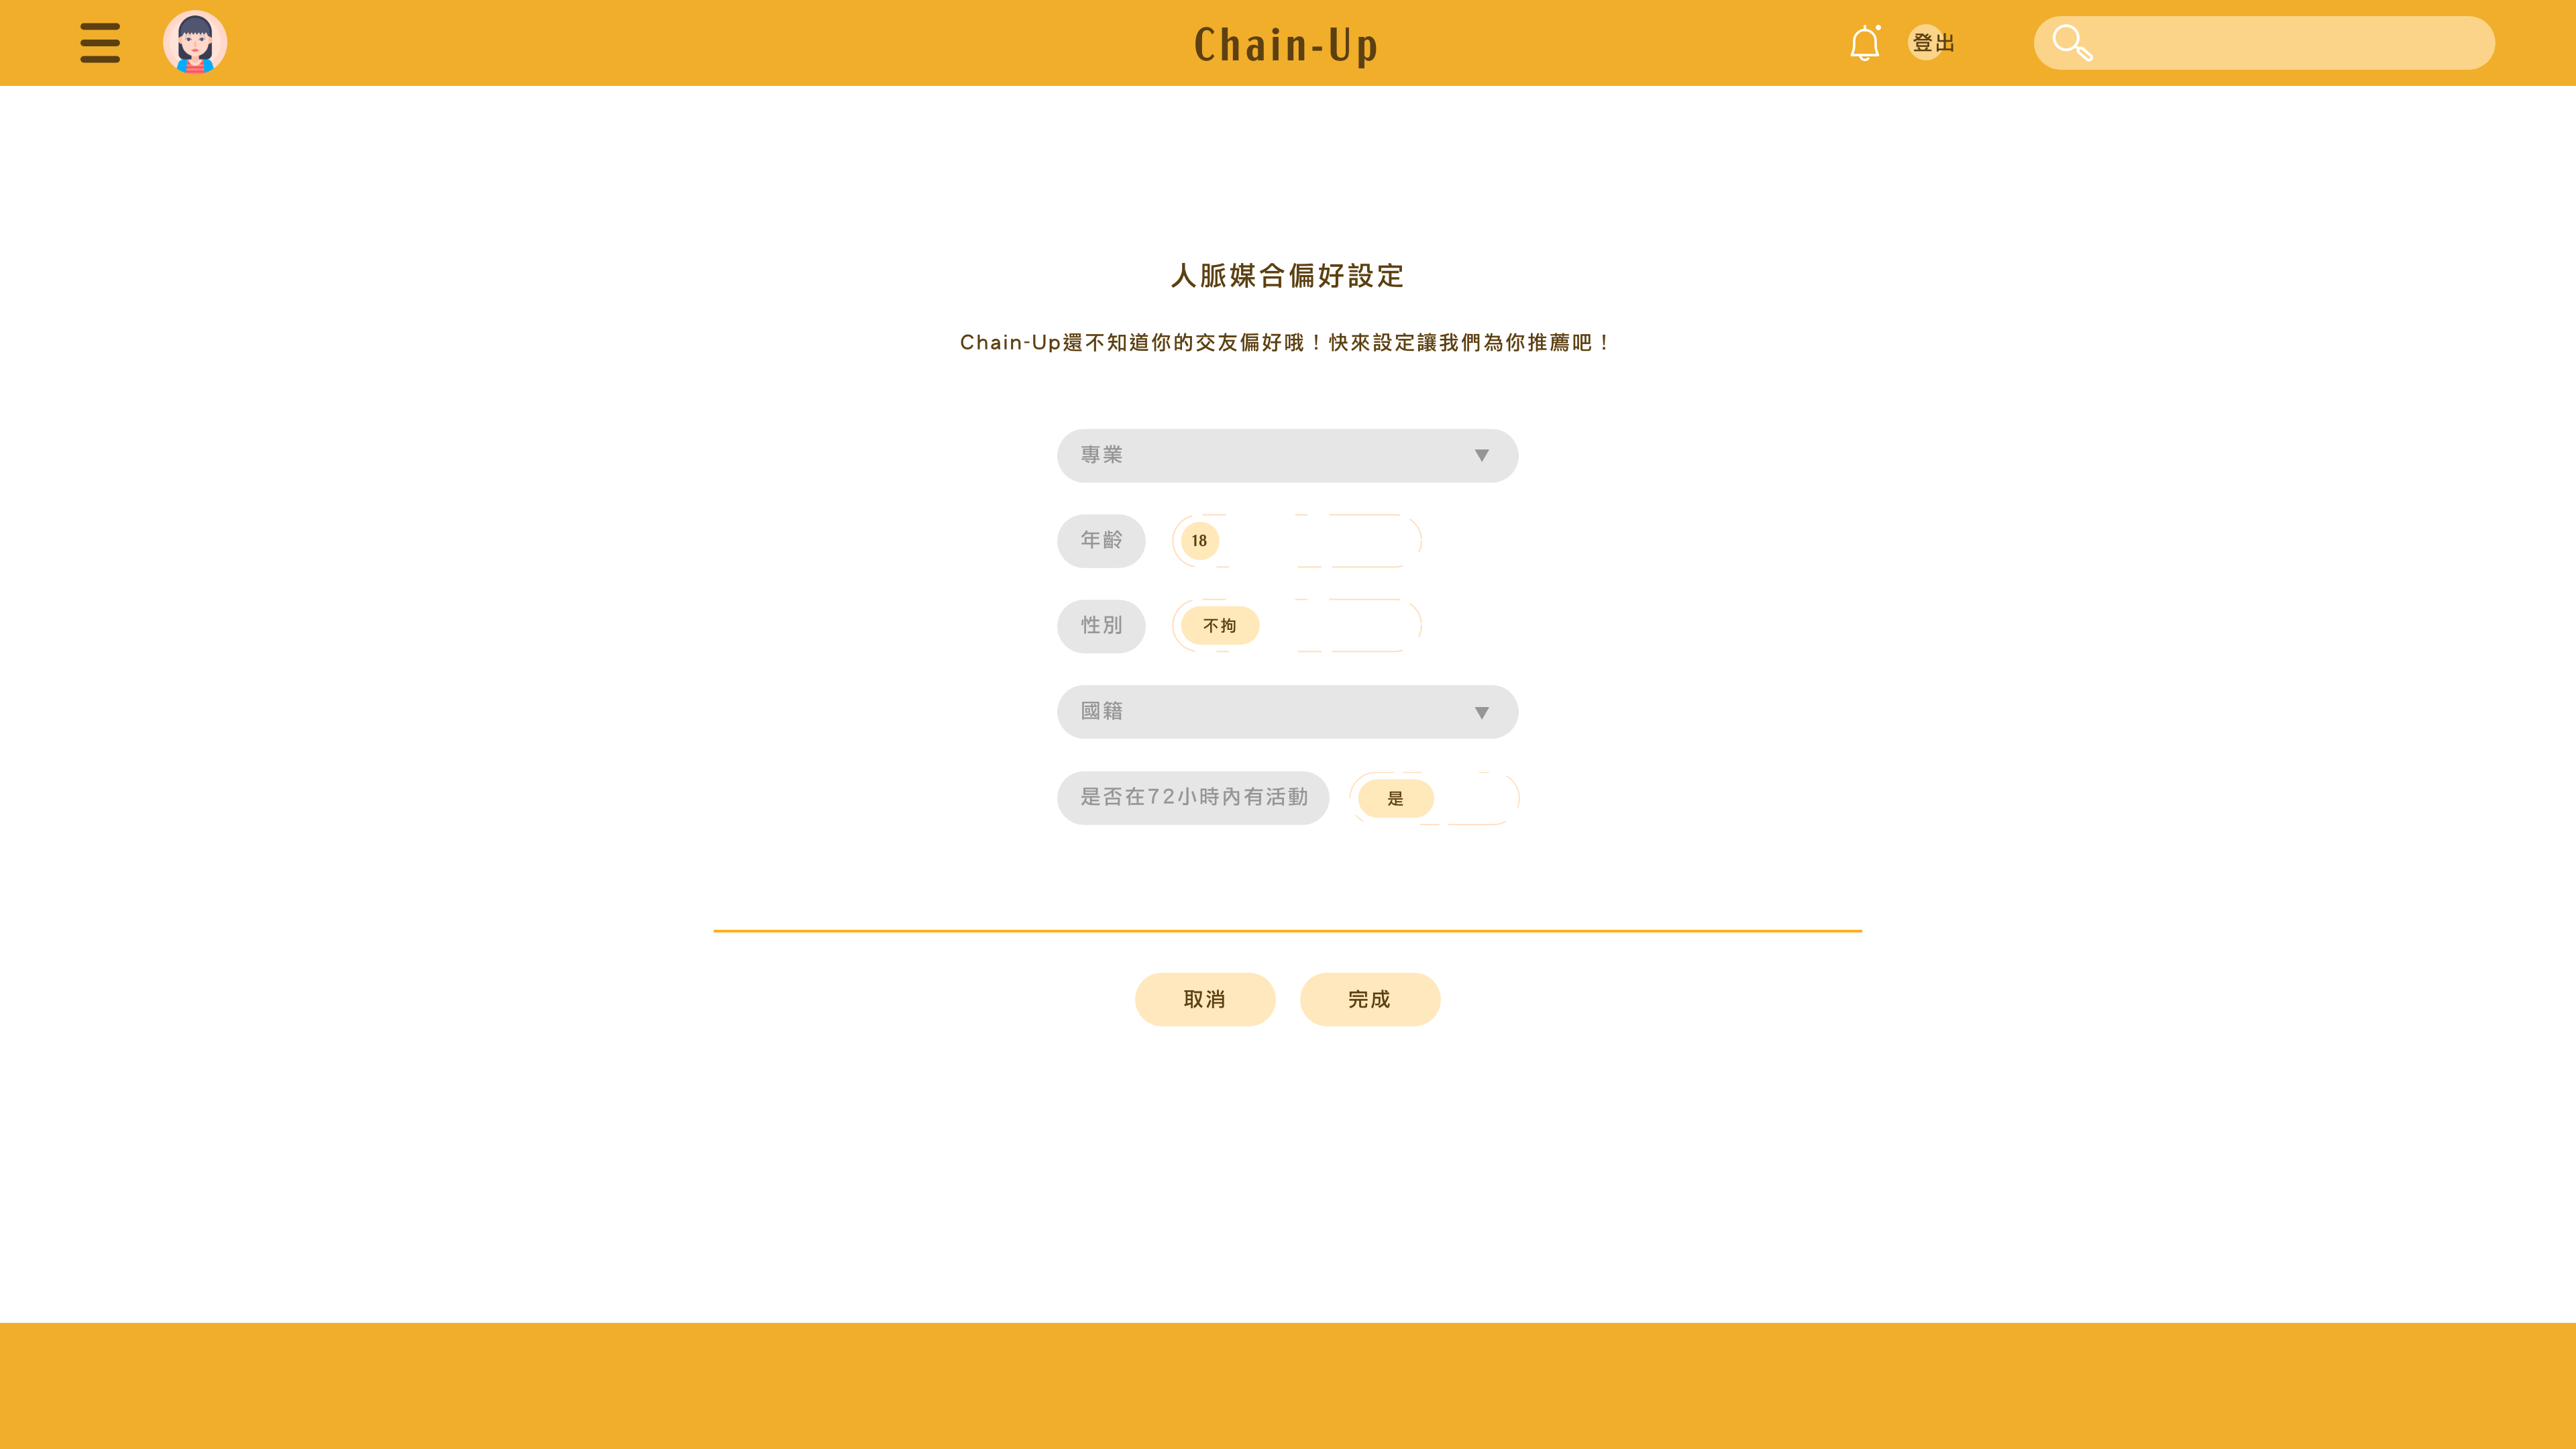 Chain-Up
登出
人脈媒合偏好設定
Chain-Up還不知道你的交友偏好哦！快來設定讓我們為你推薦吧！
專業 ▼
年齡 18
性別 不拘
國籍 ▼
是否在72小時內有活動 是
取消 完成